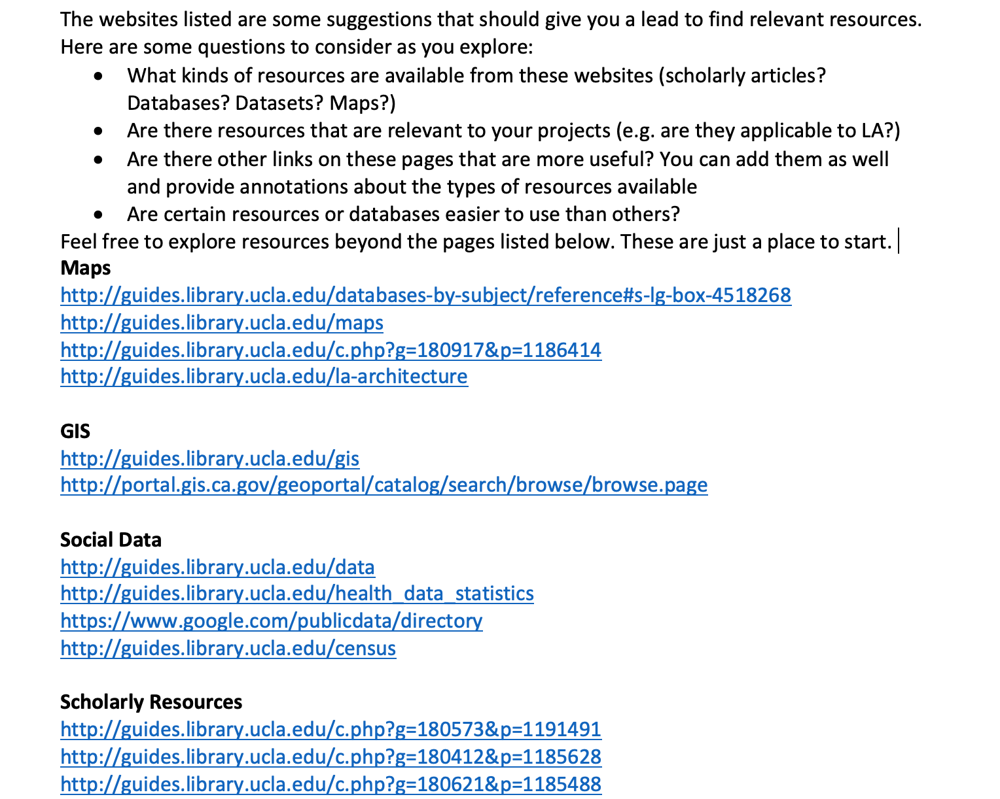 The websites listed are some suggestions that should give you a lead to find relevant resources.
Here are some questions to consider as you explore:
• What kinds of resources are available from these websites (scholarly articles?
Databases? Datasets? Maps?)
• Are there resources that are relevant to your projects (e.g. are they applicable to LA?)
• Are there other links on these pages that are more useful? You can add them as well
and provide annotations about the types of resources available
• Are certain resources or databases easier to use than others?
Feel free to explore resources beyond the pages listed below. These are just a place to start.
Maps
http://guides.library.ucla.edu/databases-by-subject/reference#s-lg-box-4518268
http://guides.library.ucla.edu/maps
http://guides.library.ucla.edu/c.php?g=180917&p=1186414
http://guides.library.ucla.edu/la-architecture
GIS
http://guides.library.ucla.edu/gis
http://portal.gis.ca.gov/geoportal/catalog/search/browse/browse.page
Social Data
http://guides.library.ucla.edu/data
http://guides.library.ucla.edu/health_data_statistics
https://www.google.com/publicdata/directory
http://guides.library.ucla.edu/census
Scholarly Resources
http://guides.library.ucla.edu/c.php?g=180573&p=1191491
http://guides.library.ucla.edu/c.php?g=180412&p=1185628
http://guides.library.ucla.edu/c.php?g=180621&p=1185488